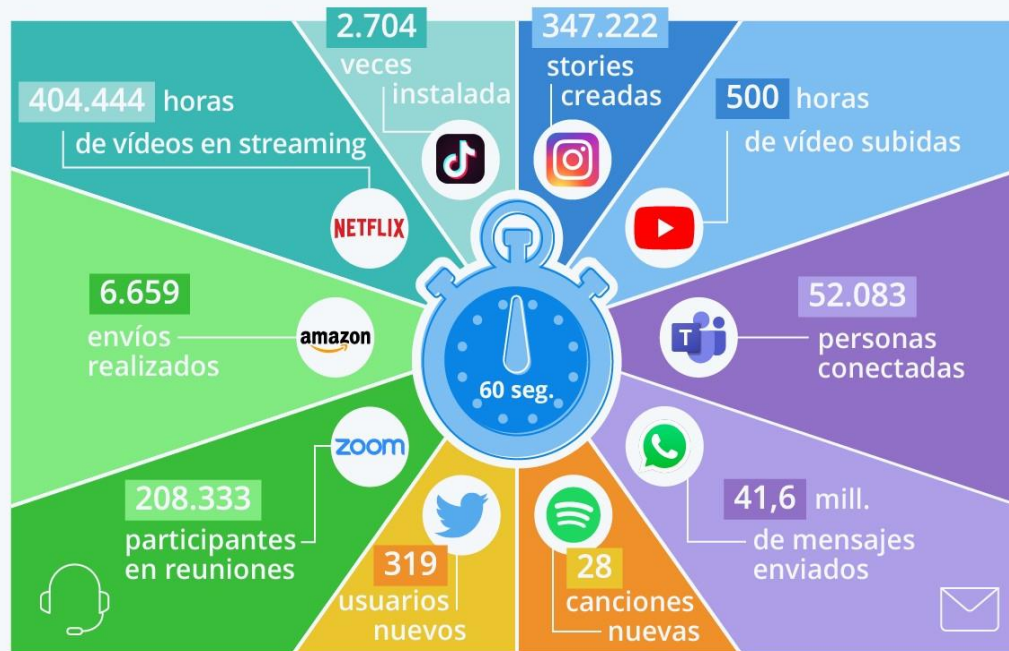 2.704
veces
instalada
347.222
stories
creadas
404.444 horas
de vídeos en streaming
NETFLIX
500 horas
de vídeo subidas
6.659
envíos
realizados
amazon
60 seg.
T
52.083
personas
conectadas
zoom
208.333
participantes
en reuniones
319
usuarios
nuevos
28
canciones
nuevas
41,6 mill.
de mensajes
enviados